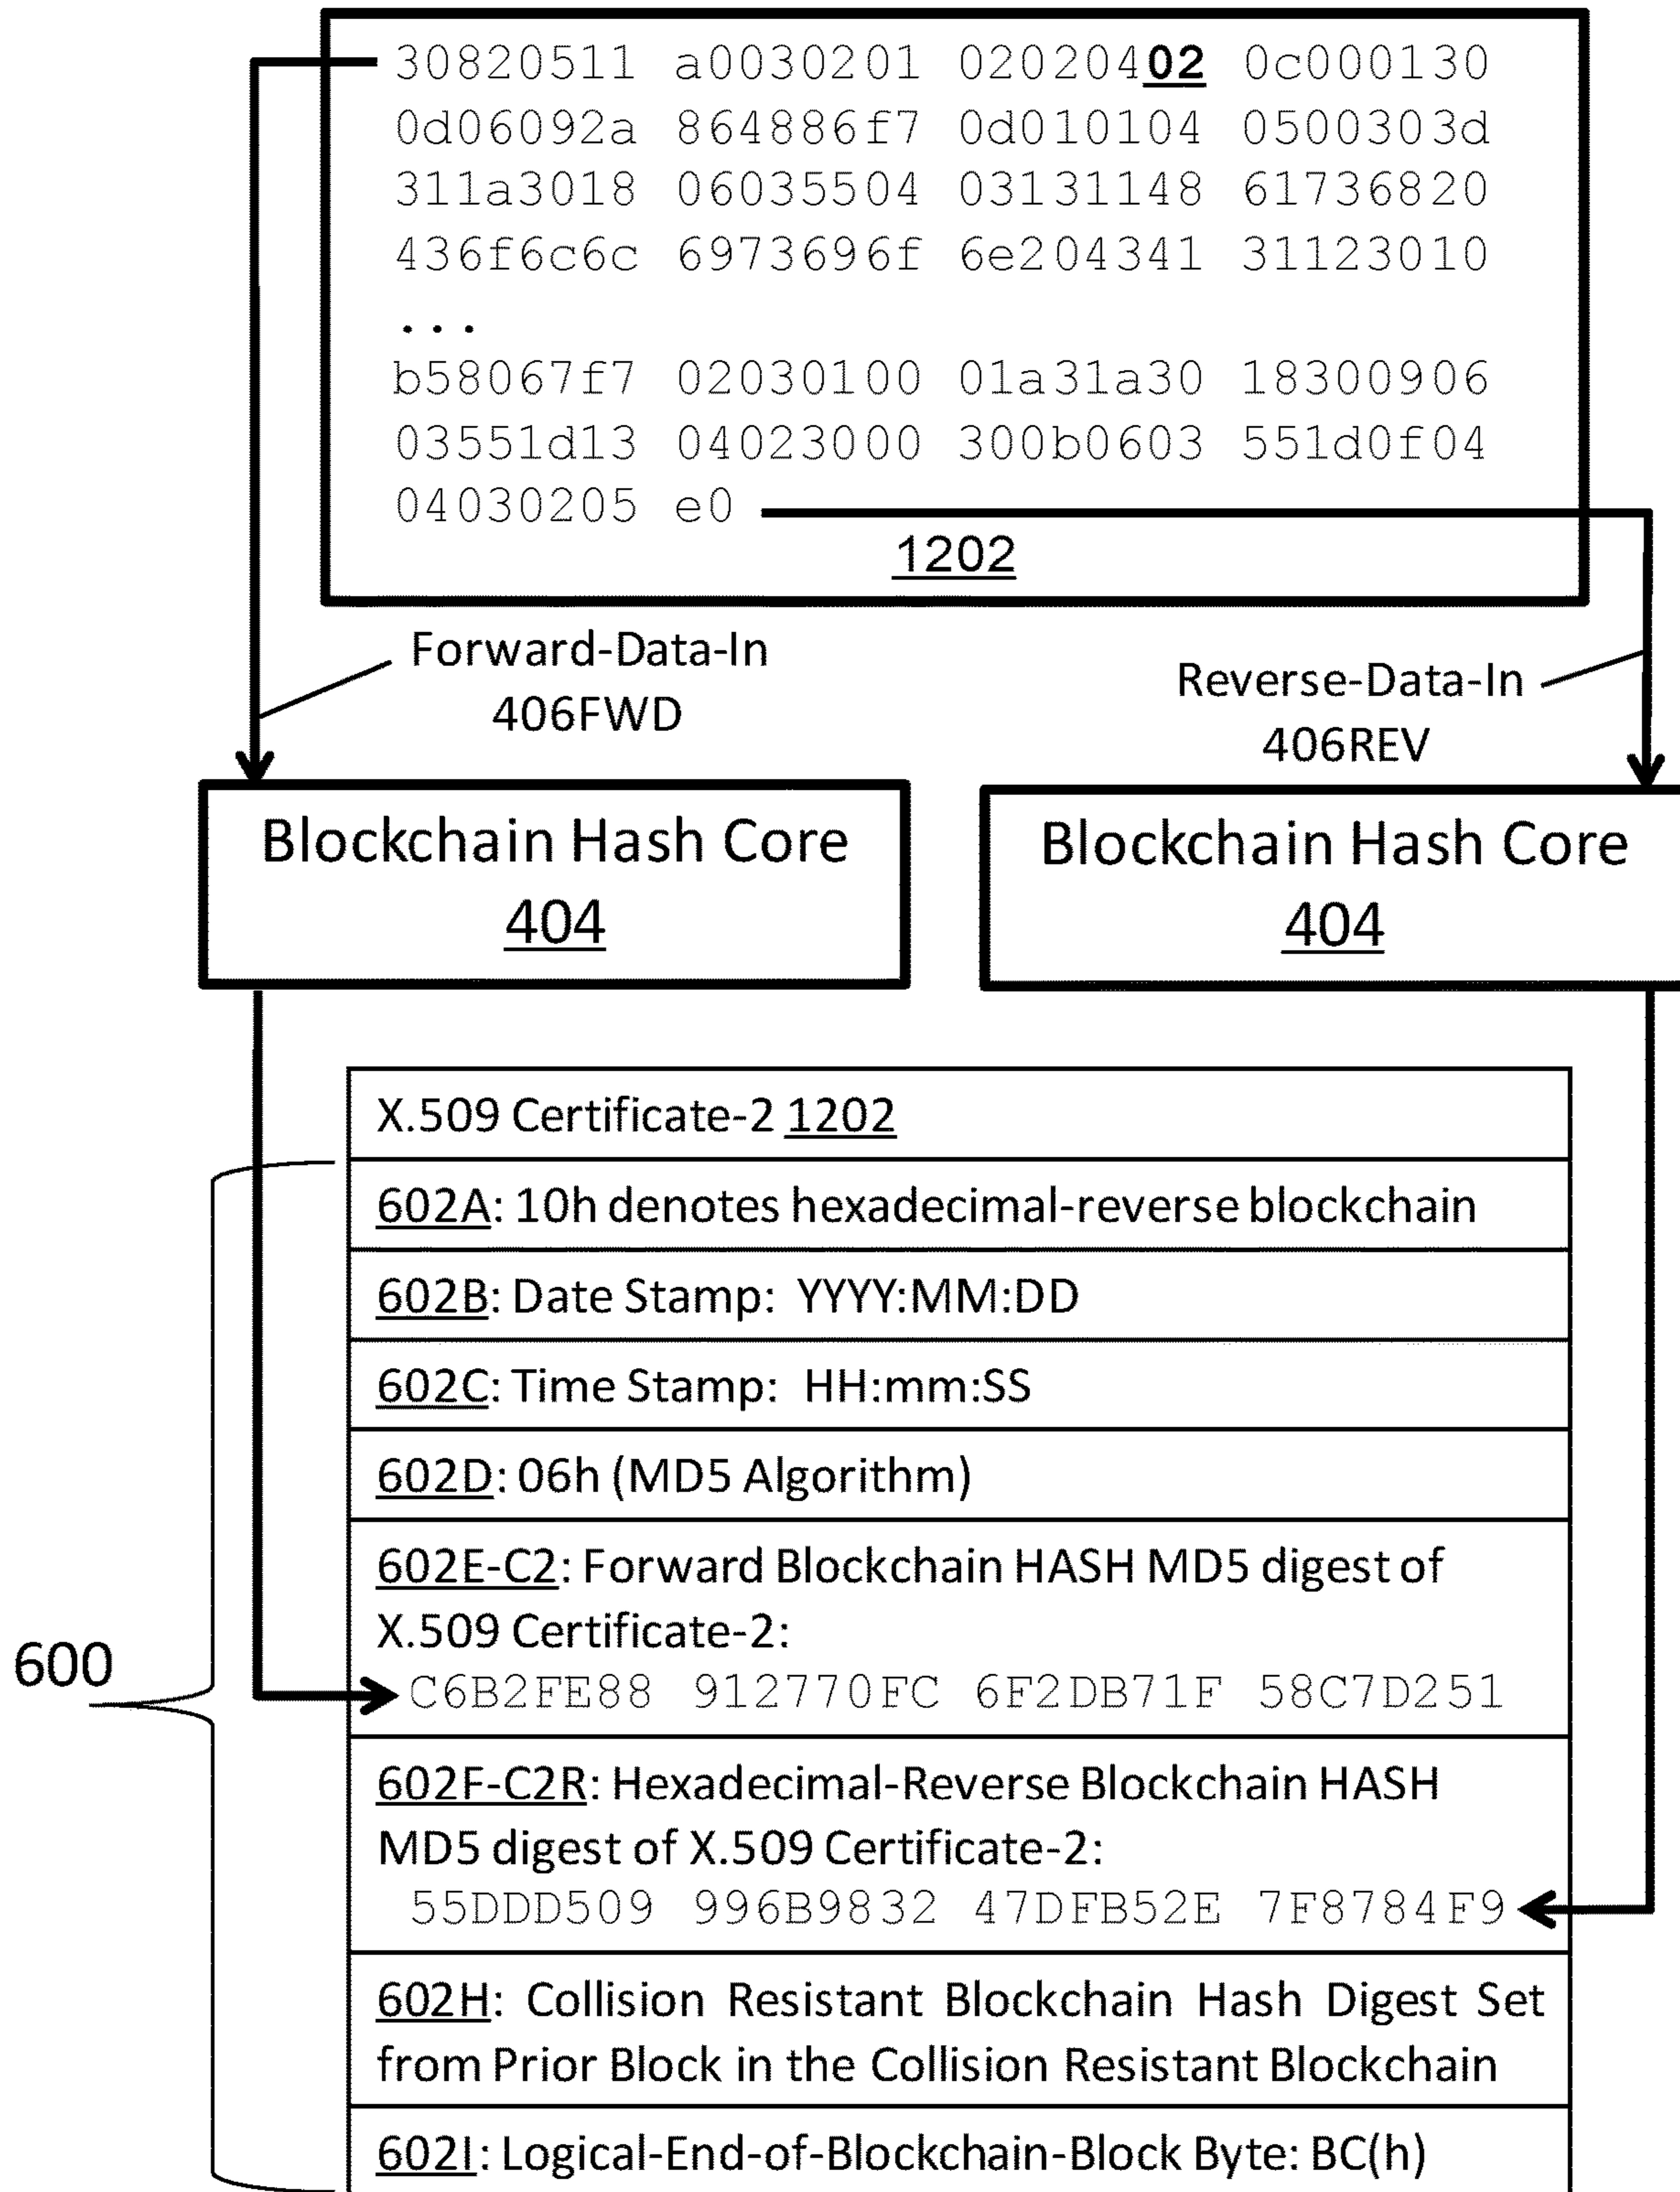 30820511 a0030201 02020402 0c000130
0d06092a 864886f7 0d010104 0500303d
311a3018 06035504 03131148 61736820
436f6c6c 6973696f 6e204341 31123010
...
b58067f7 02030100 01a31a30 18300906
03551d13 04023000 300b0603 551d0f04
04030205 e0
1202
Forward-Data-In
406FWD
Reverse-Data-In
406REV
Blockchain Hash Core
404
Blockchain Hash Core
404
X.509 Certificate-2 1202
602A: 10h denotes hexadecimal-reverse blockchain
602B: Date Stamp: YYYY:MM:DD
602C: Time Stamp: HH:mm:SS
602D: 06h (MD5 Algorithm)
602E-C2: Forward Blockchain HASH MD5 digest of
X.509 Certificate-2:
C6B2FE88 912770FC 6F2DB71F 58C7D251
602F-C2R: Hexadecimal-Reverse Blockchain HASH
MD5 digest of X.509 Certificate-2:
55DDD509 996B9832 47DFB52E 7F8784F9
602H: Collision Resistant Blockchain Hash Digest Set
from Prior Block in the Collision Resistant Blockchain
602I: Logical-End-of-Blockchain-Block Byte: BC(h)
600